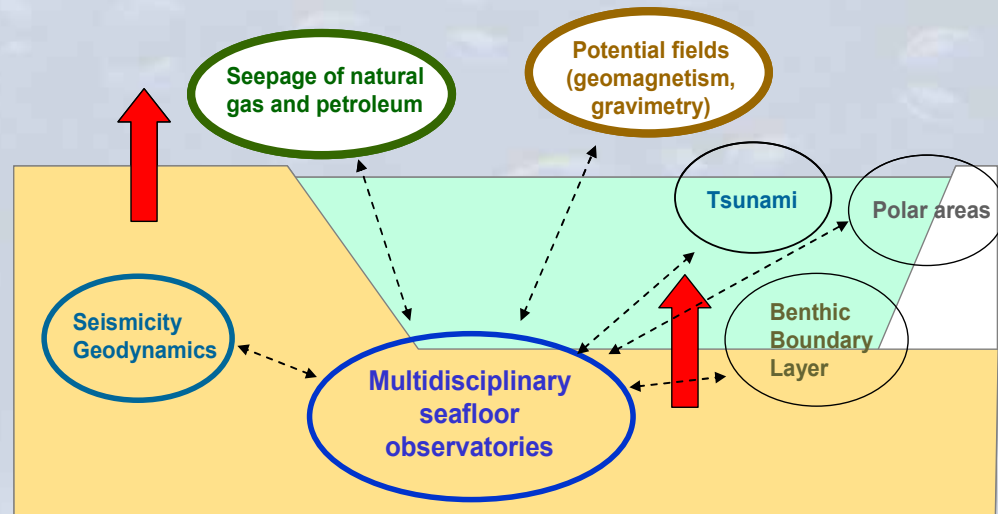 Seepage of natural
gas and petroleum
Potential fields
(geomagnetism,
gravimetry)
Tsunami
Polar areas
Seismicity
Geodynamics
Benthic
Boundary
Layer
Multidisciplinary
seafloor
observatories